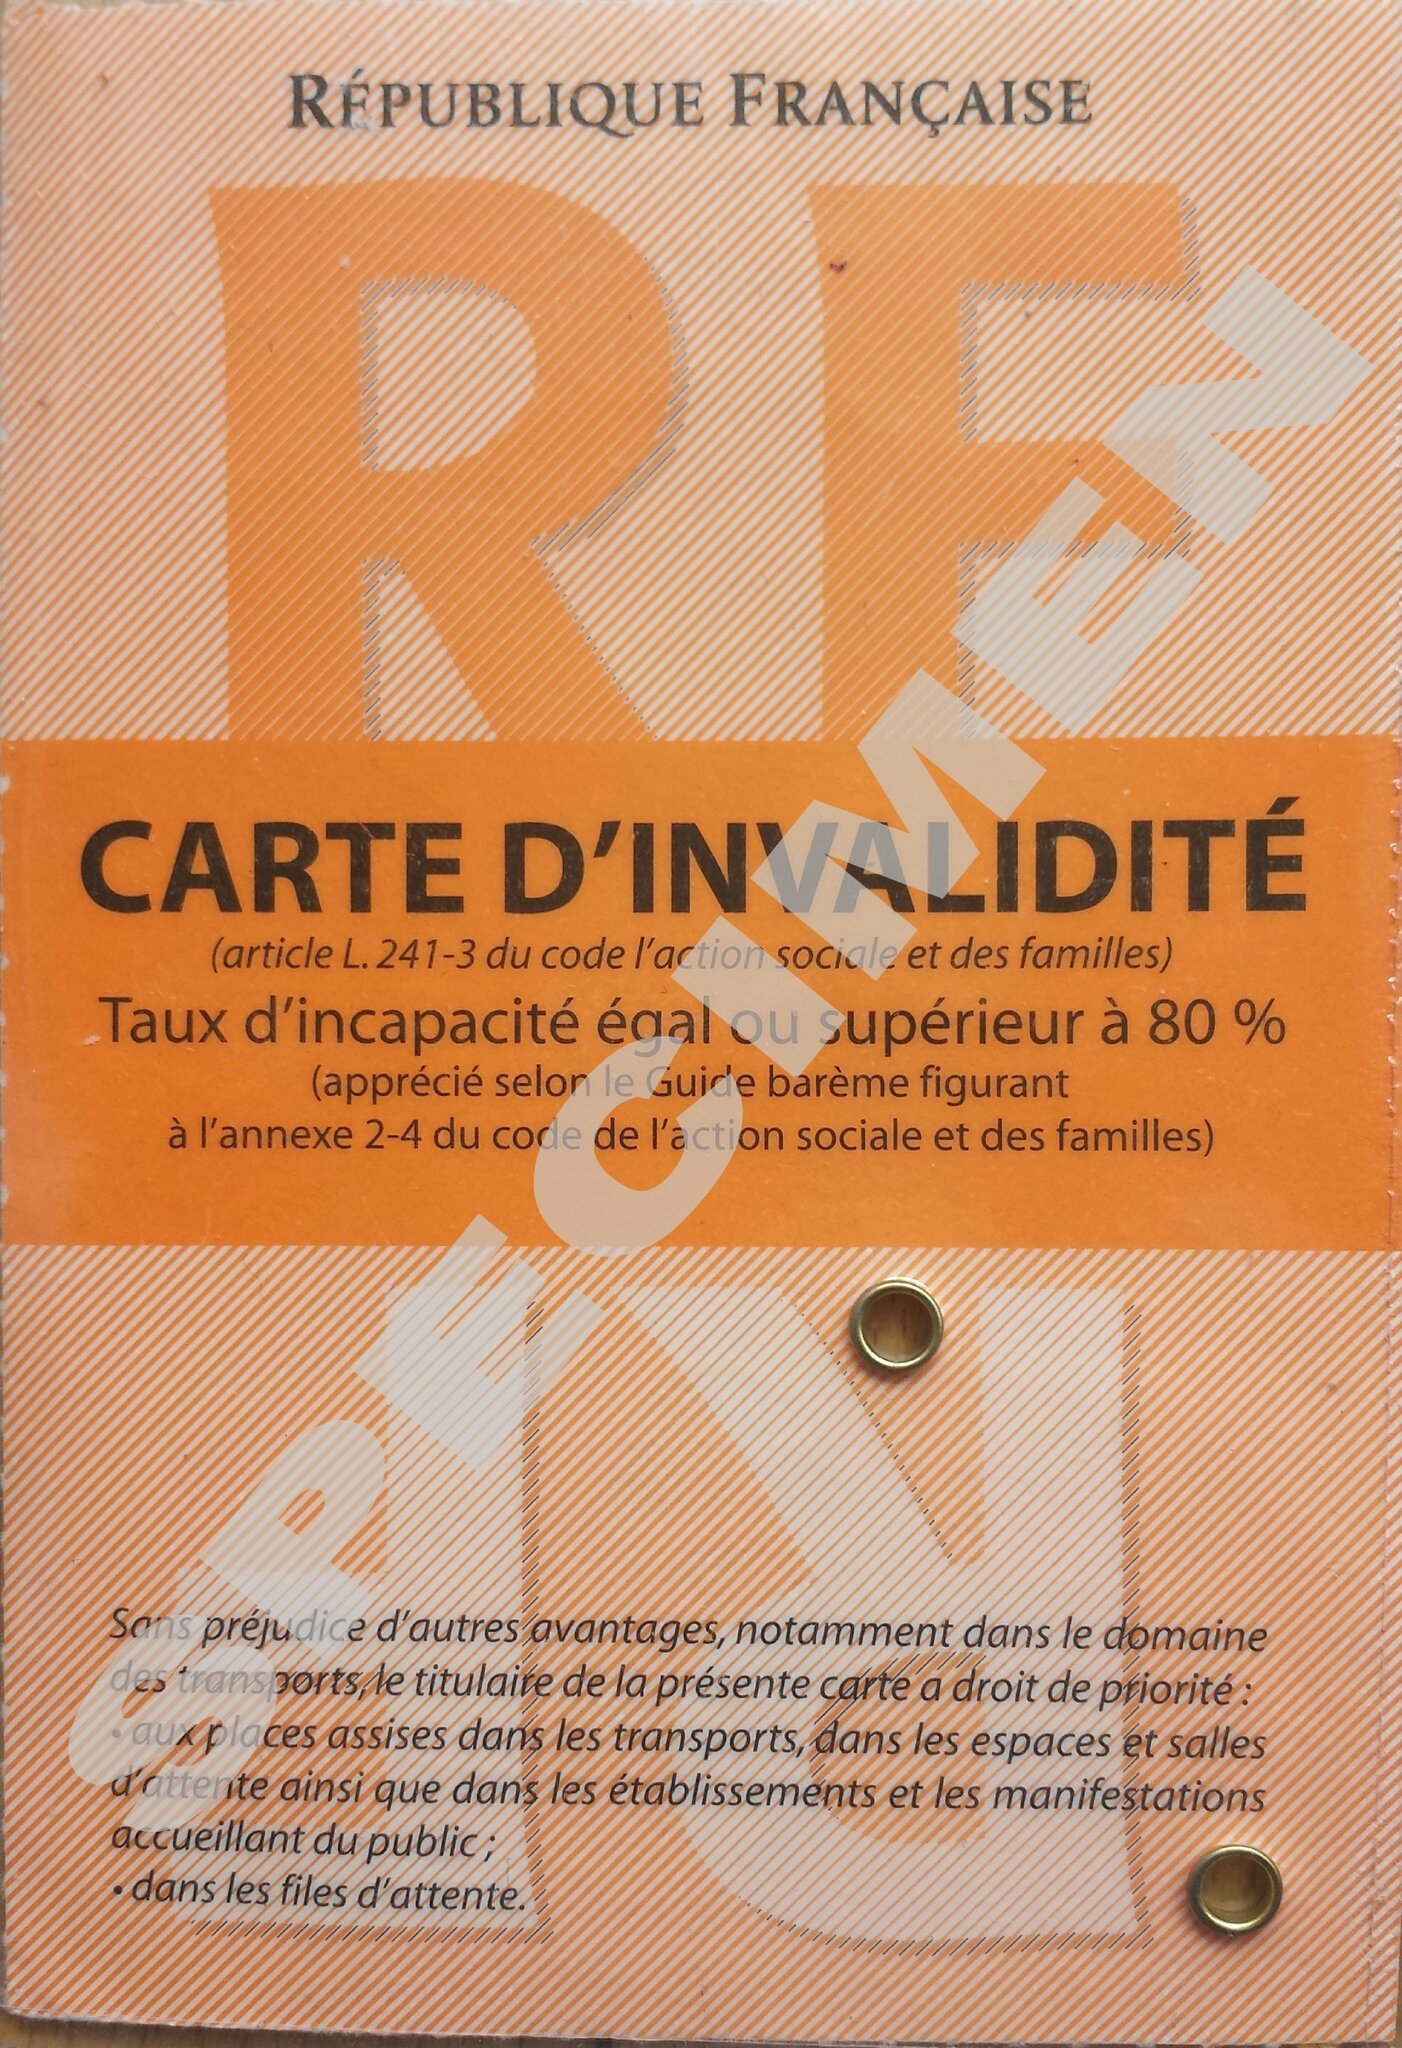 RÉPUBLIQUE FRANÇAISE
RF
CARTE D'INVALIDITÉ
(article L. 241-3 du code l'action sociale et des familles)
Taux d'incapacité égal ou supérieur à 80 %
(apprécié selon le Guide barème figurant
à l'annexe 2-4 du code de l'action sociale et des familles)
SPECIMEN
RF
Sans préjudice d'autres avantages, notamment dans le domaine
des transports, le titulaire de la présente carte a droit de priorité :
• aux places assises dans les transports, dans les espaces et salles
d'attente ainsi que dans les établissements et les manifestations
accueillant du public ;
• dans les files d'attente.